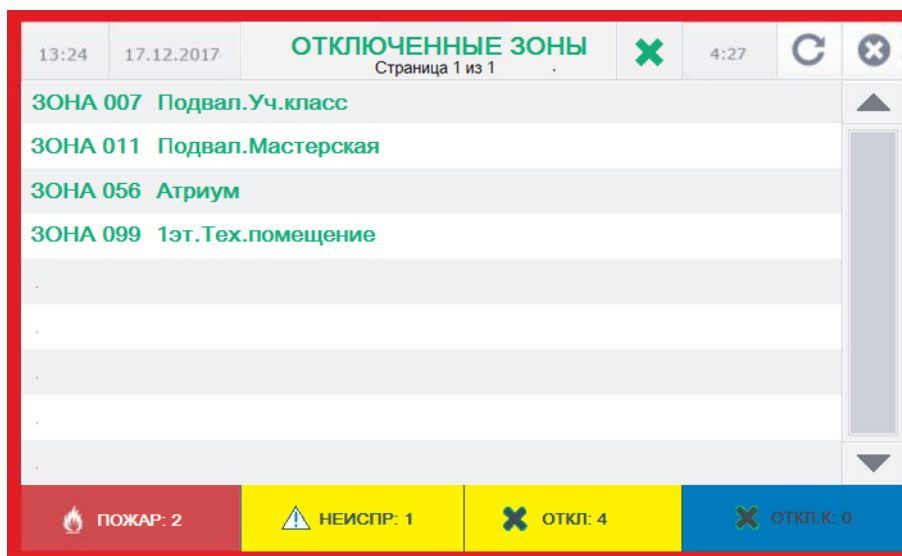 13:24
17.12.2017
ОТКЛЮЧЕННЫЕ ЗОНЫ
Страница 1 из 1
4:27
ЗОНА 007 Подвал.Уч.класс
ЗОНА 011 Подвал.Мастерская
ЗОНА 056 Атриум
ЗОНА 099 1эт.Тех.помещение
ПОЖАР: 2
НЕИСПР: 1
ОТКЛ: 4
ОТКЛ.К: 0